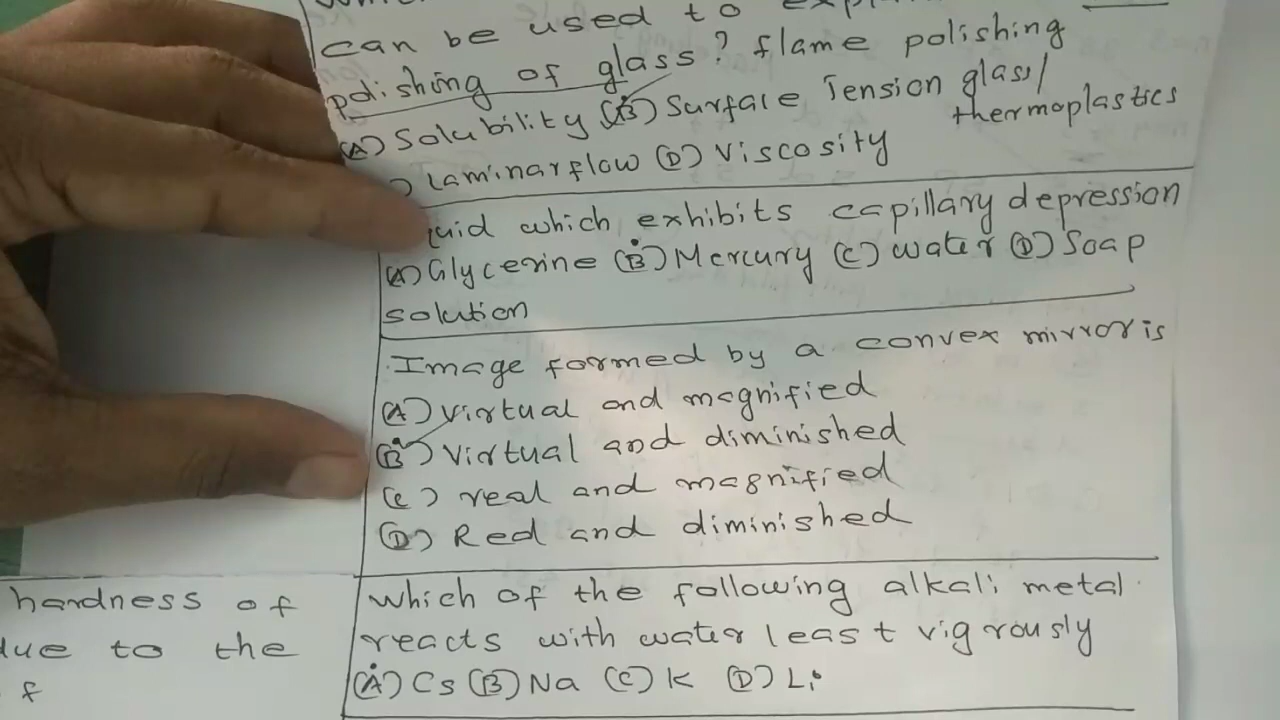 can be used to
polishing of glass? flame polishing
(A) Solubility (B) Surface Tension glass/
thermoplastics
) laminar flow (D) Viscosity
which exhibits capillary depression
(A) Glycerine (B) Mercury (C) water (D) Soap
solution
Image formed by a convex mirror is
(A) Virtual and magnified
(B) Virtual and diminished
(C) real and magnified
(D) Red and diminished
hardness of
due to the
f
Which of the following alkali metal
reacts with water least vigrously
(A) Cs (B) Na (C) K (D) Li